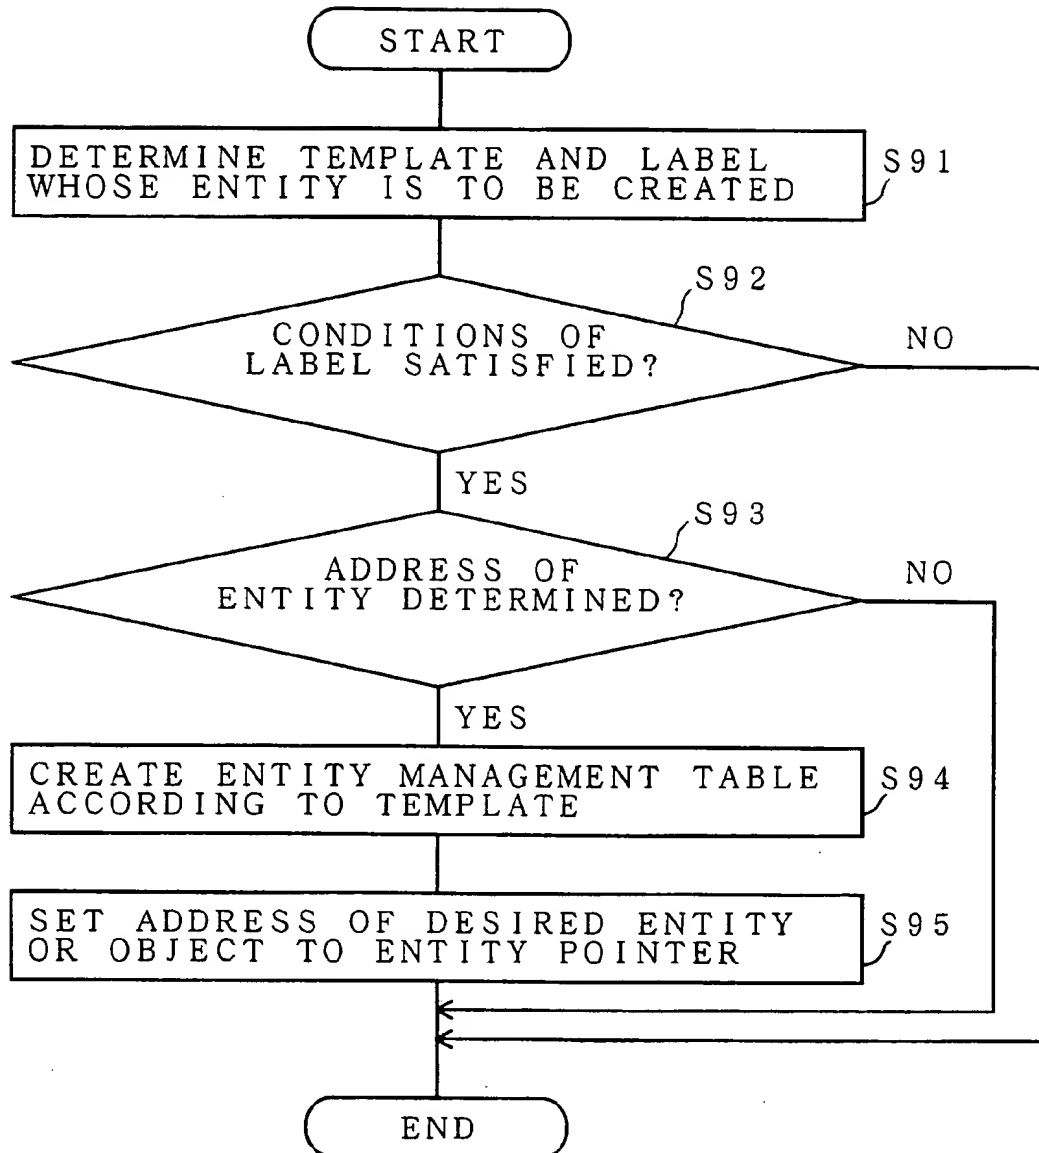 START
DETERMINE TEMPLATE AND LABEL
WHOSE ENTITY IS TO BE CREATED
S91
S92
CONDITIONS OF
LABEL SATISFIED?
NO
YES
S93
ADDRESS OF
ENTITY DETERMINED?
NO
YES
CREATE ENTITY MANAGEMENT TABLE
ACCORDING TO TEMPLATE
S94
SET ADDRESS OF DESIRED ENTITY
OR OBJECT TO ENTITY POINTER
S95
END